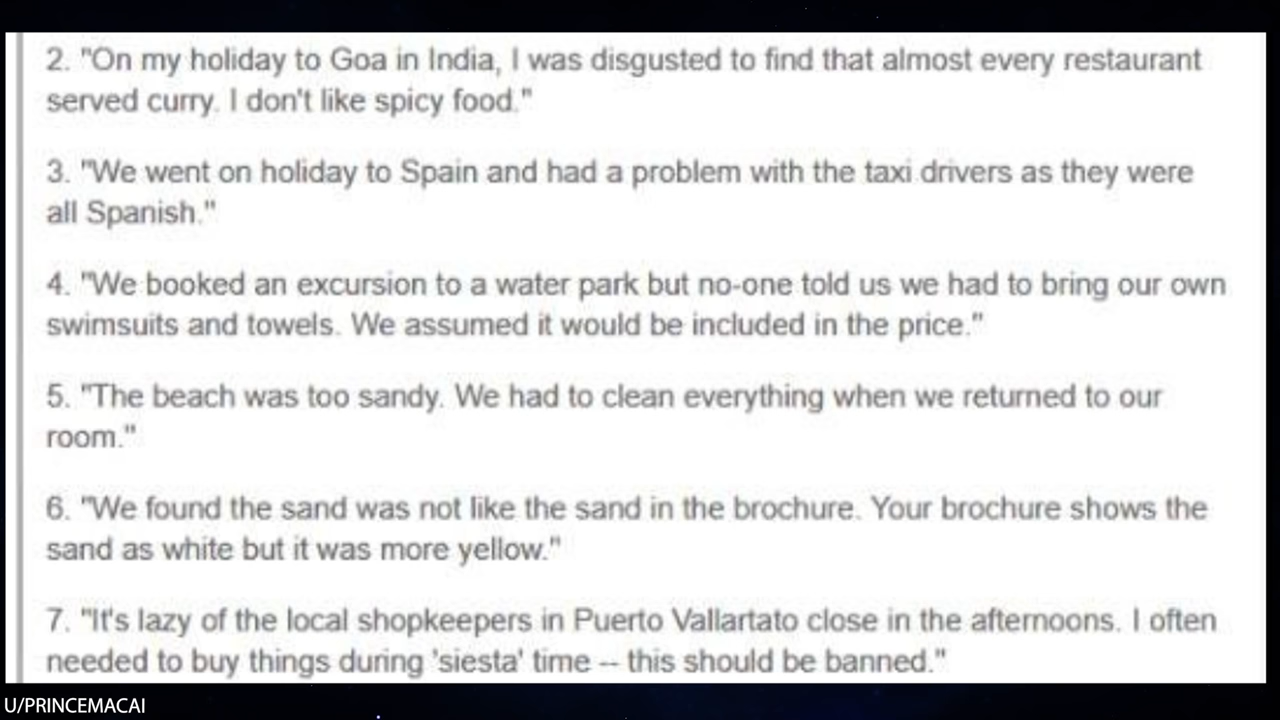 2. "On my holiday to Goa in India, I was disgusted to find that almost every restaurant
served curry. I don't like spicy food."
3. "We went on holiday to Spain and had a problem with the taxi drivers as they were
all Spanish."
4. "We booked an excursion to a water park but no-one told us we had to bring our own
swimsuits and towels. We assumed it would be included in the price."
5. "The beach was too sandy. We had to clean everything when we returned to our
room."
6. "We found the sand was not like the sand in the brochure. Your brochure shows the
sand as white but it was more yellow."
7. "It's lazy of the local shopkeepers in Puerto Vallartato close in the afternoons. I often
needed to buy things during 'siesta' time -- this should be banned."
U/PRINCEMACAI